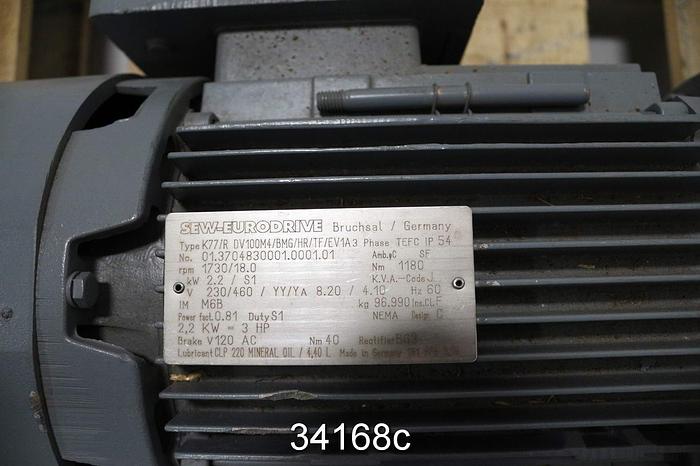 SEW-EURODRIVE Bruchsal / Germany
Type K77/R DV100M4/BMG/HR/TF/EV1A 3 Phase TEFC IP 54
No. 01.3704830001.0001.01 Amb.°C SF
rpm 1730/18.0 Nm 1180
kW 2.2 / S1 K.V.A.-Code J
V 230/460 / YY/YA 8.20 / 4.10 Hz 60
IM M6B kg 96.990 Ins.CL F
Power fact. 0.81 Duty S1 NEMA Design C
2,2 KW = 3 HP
Brake V 120 AC Nm 40 Rectifier BG3
Lubricant CLP 220 MINERAL OIL / 4,40 L Made in Germany
34168c